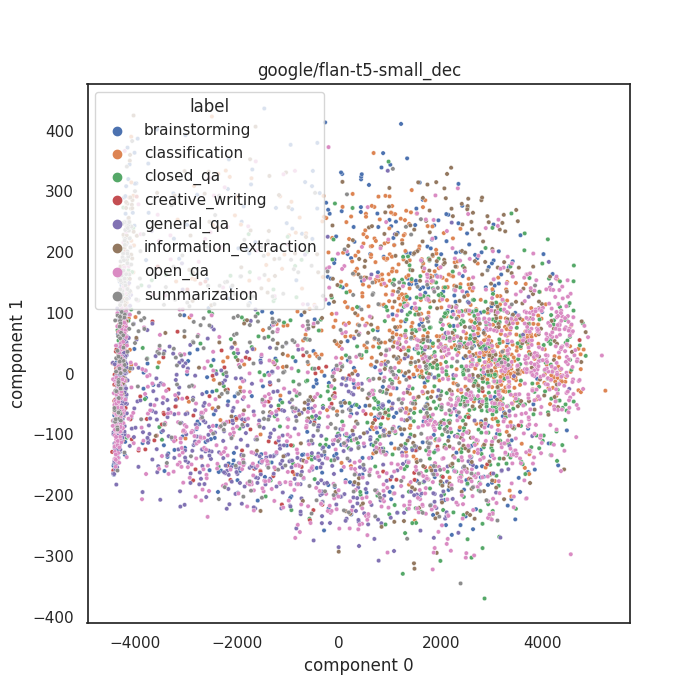 google/flan-t5-small_dec
label
brainstorming
classification
closed_qa
creative_writing
general_qa
information_extraction
open_qa
summarization
400
300
200
100
0
−100
−200
−300
−400
component 1
−4000 −2000 0 2000 4000
component 0